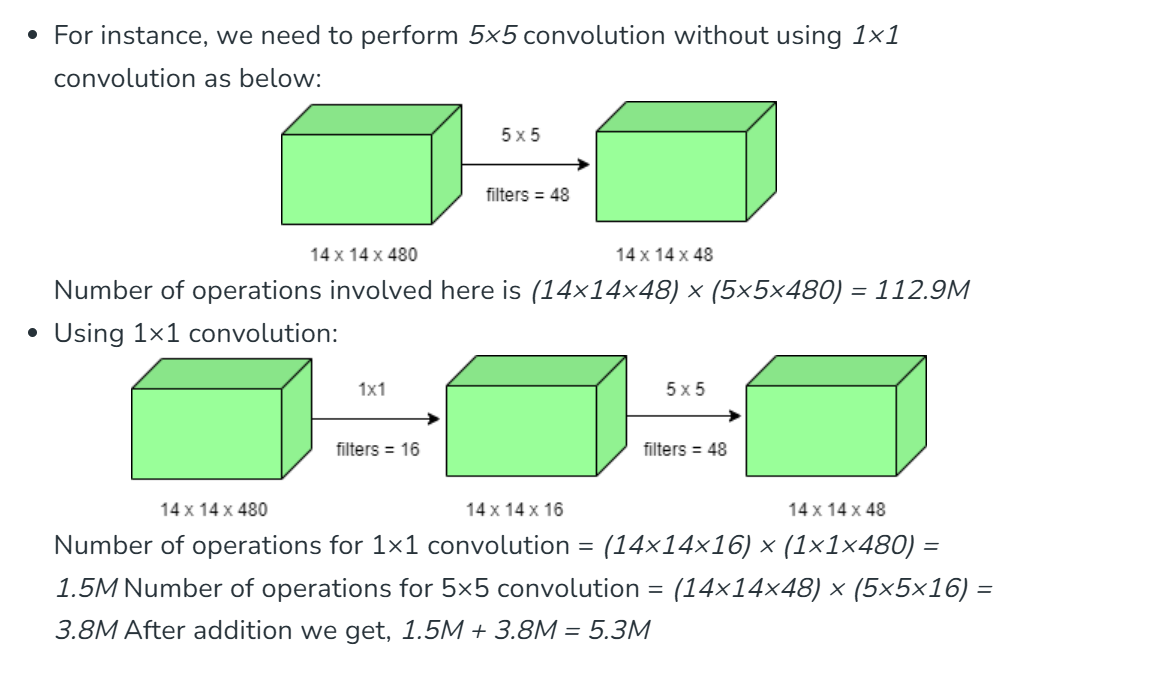 For instance, we need to perform 5×5 convolution without using 1×1
convolution as below:
5 x 5
filters = 48
14 x 14 x 480
14 x 14 x 48
Number of operations involved here is (14×14×48) × (5×5×480) = 112.9M
Using 1×1 convolution:
1x1
filters = 16
5 x 5
filters = 48
14 x 14 x 480
14 x 14 x 16
14 x 14 x 48
Number of operations for 1×1 convolution = (14×14×16) × (1×1×480) =
1.5M Number of operations for 5×5 convolution = (14×14×48) × (5×5×16) =
3.8M After addition we get, 1.5M + 3.8M = 5.3M